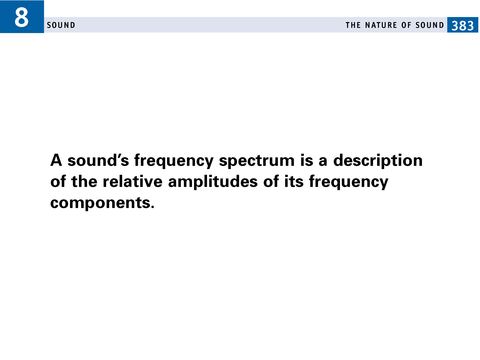 8 SOUND THE NATURE OF SOUND 383
A sound's frequency spectrum is a description
of the relative amplitudes of its frequency
components.